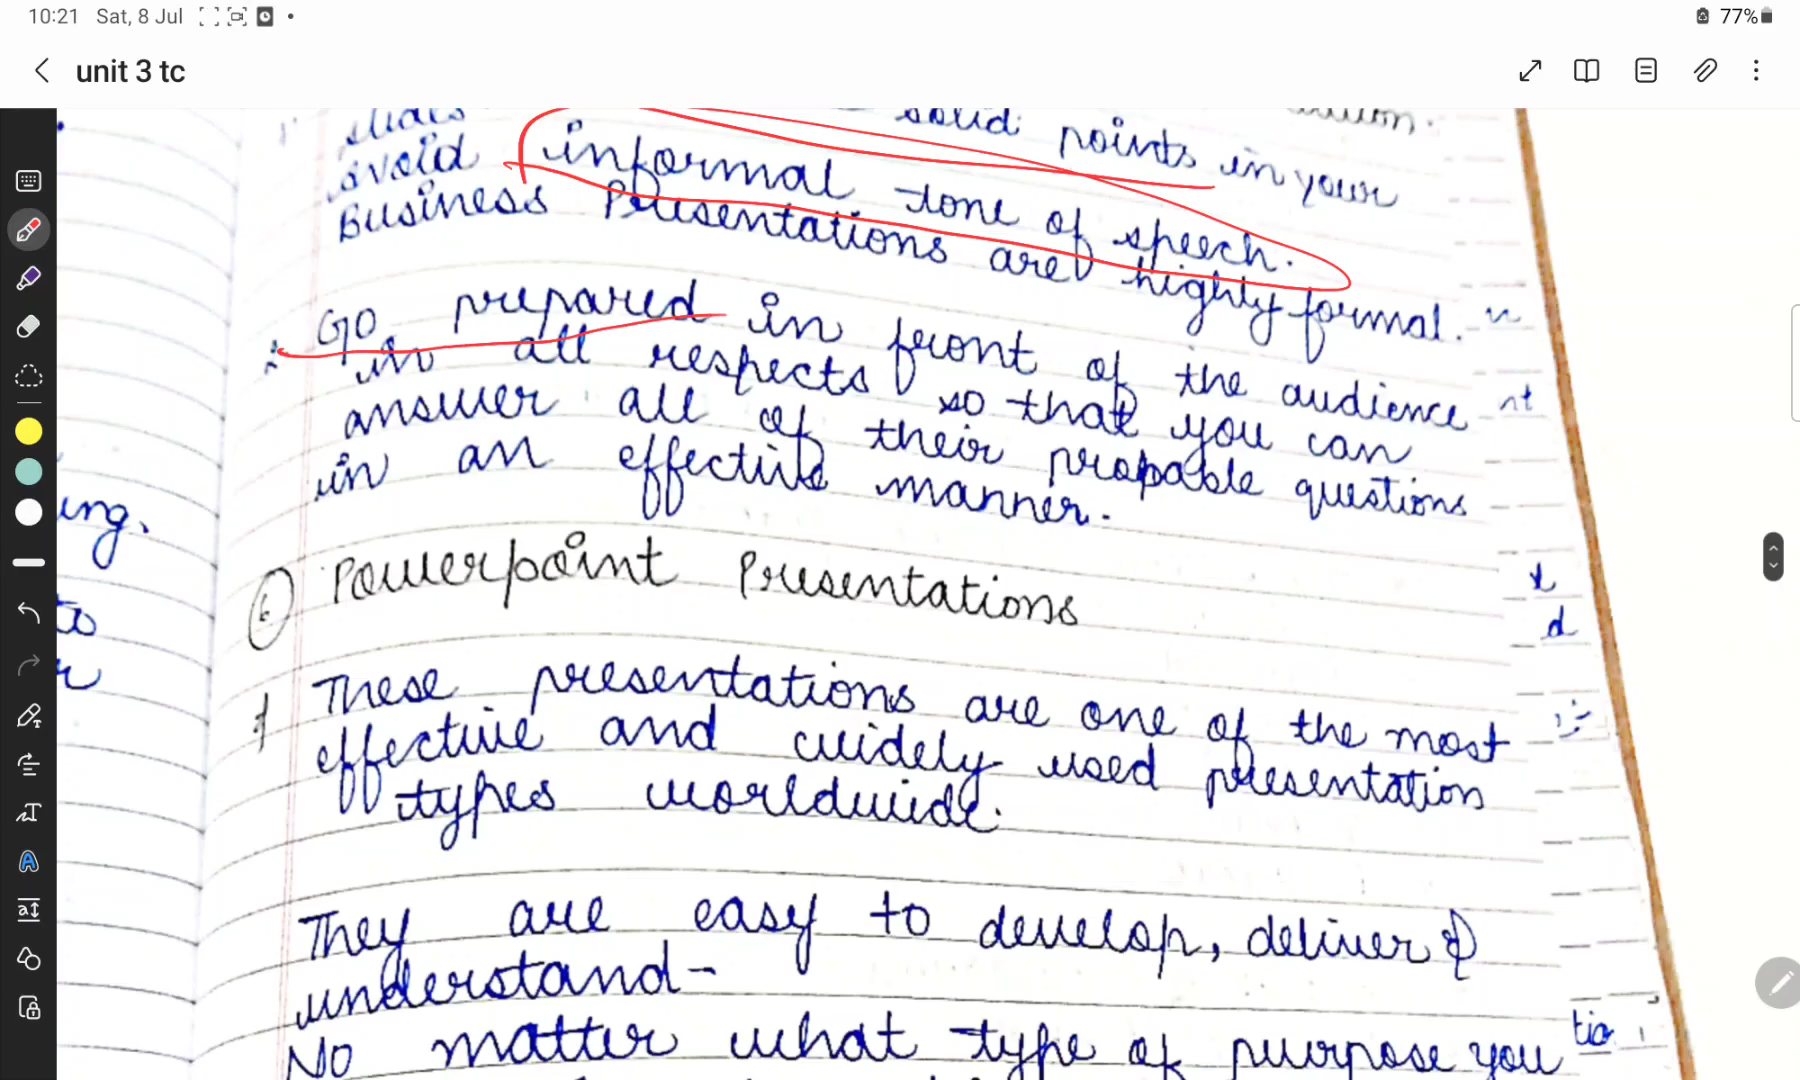 10:21 Sat, 8 Jul
77%
unit 3 tc
solid points in your
avoid informal tone of speech.
Business Presentations are highly formal.
Go prepared in front of the audience
in all respects so that you can
answer all of their propable questions
in an effective manner.
6 Powerpoint Presentations
These presentations are one of the most
effective and widely used presentation
types worldwide.
They are easy to develop, deliver &
understand-
No matter what type of purpose you
ing.
to